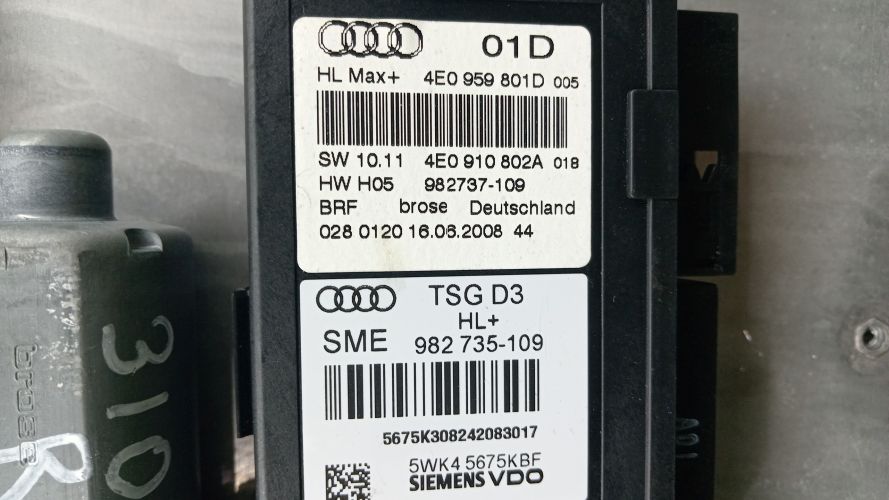 01D
HL Max+ 4E0 959 801D 005
SW 10.11 4E0 910 802A 018
HW H05 982737-109
BRF brose Deutschland
028 0120 16.06.2008 44
TSG D3
HL+
SME 982 735-109
5675K308242083017
5WK4 5675KBF
SIEMENS VDO
brose
310
R